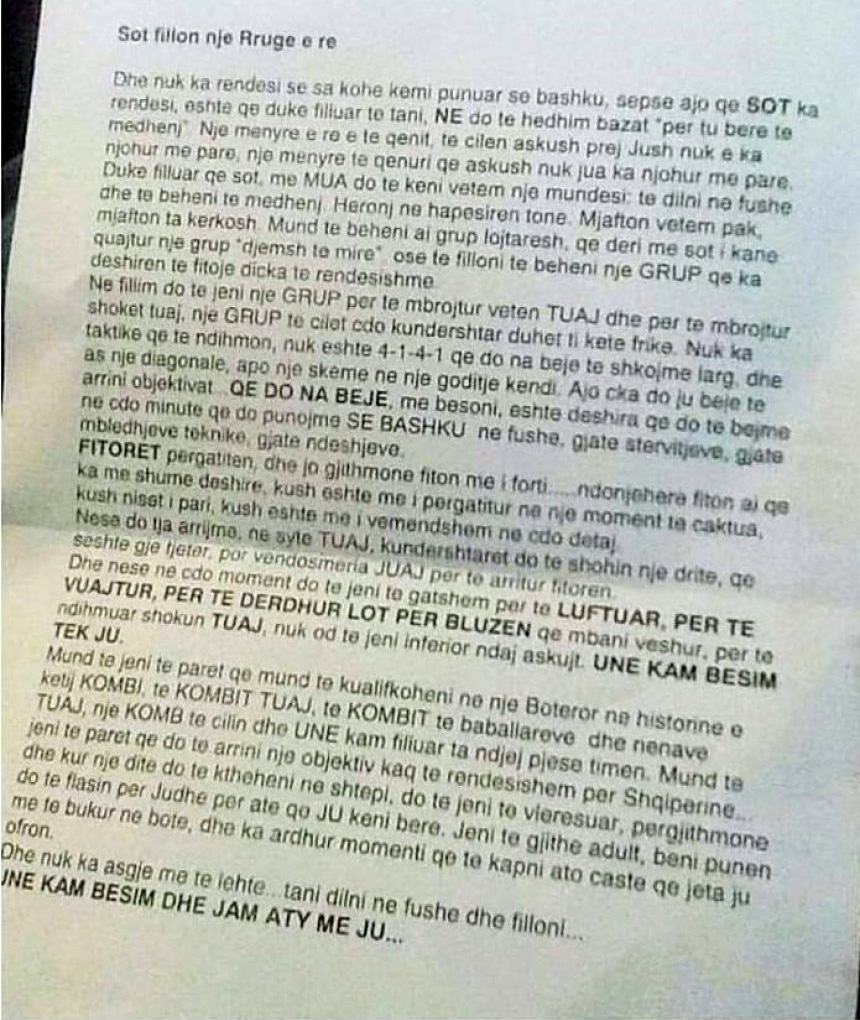 Sot fillon nje Rruge e re
Dhe nuk ka rendesi se sa kohe kemi punuar se bashku, sepse ajo qe SOT ka
rendesi, eshte qe duke filluar te tani, NE do te hedhim bazat "per tu bere te
medhenj". Nje menyre e re e te qenit, te cilen askush prej Jush nuk e ka
njohur me pare, nje menyre te qenuri qe askush nuk jua ka njohur me pare.
Duke filluar qe sot, me MUA do te keni vetem nje mundesi: te dilni ne fushe
dhe te beheni te medhenj. Heronj ne hapesiren tone. Mjafton vetem pak,
mjafton ta kerkosh. Mund te beheni ai grup lojtaresh, qe deri me sot i kane
quajtur nje grup "djemsh te mire" ose te filloni te beheni nje GRUP qe ka
deshiren te fitoje dicka te rendesishme.
Ne fillim do te jeni nje GRUP per te mbrojtur veten TUAJ dhe per te mbrojtur
shoket tuaj, nje GRUP te cilet cdo kundershtar duhet ti kete frike. Nuk ka
taktike qe te ndihmon, nuk eshte 4-1-4-1 qe do na beje te shkojme larg, dhe
as nje diagonale, apo nje skeme ne nje goditje kendi. Ajo cka do ju beje te
arrini objektivat...QE DO NA BEJE, me besoni, eshte deshira qe do te bejme
ne cdo minute qe do punojme SE BASHKU ne fushe, gjate stervitjeve, gjate
mbledhjeve teknike, gjate ndeshjeve.
FITORET pergatiten, dhe jo gjithmone fiton me i forti.....ndonjehere fiton ai qe
ka me shume deshire, kush eshte me i pergatitur ne nje moment te caktua,
kush niset i pari, kush eshte me i vemendshem ne cdo detaj.
Nese do tja arrijme, ne syte TUAJ, kundershtaret do te shohin nje drite, qe
seshte gje tjeter, por vendosmeria JUAJ per te arritur fitoren.
Dhe nese ne cdo moment do te jeni te gatshem per te LUFTUAR, PER TE
VUAJTUR, PER TE DERDHUR LOT PER BLUZEN qe mbani veshur, per te
ndihmuar shokun TUAJ, nuk od te jeni inferior ndaj askujt. UNE KAM BESIM
TEK JU.
Mund te jeni te paret qe mund te kualifkoheni ne nje Boteror ne historine e
ketij KOMBI, te KOMBIT TUAJ, te KOMBIT te baballareve dhe nenave
TUAJ, nje KOMB te cilin dhe UNE kam filluar ta ndjej pjese timen. Mund te
jeni te paret qe do te arrini nje objektiv kaq te rendesishem per Shqiperine...
dhe kur nje dite do te ktheheni ne shtepi, do te jeni te vleresuar, pergjithmone
do te flasin per Judhe per ate qe JU keni bere. Jeni te gjithe adult, beni punen
me te bukur ne bote, dhe ka ardhur momenti qe te kapni ato caste qe jeta ju
ofron.
Dhe nuk ka asgje me te lehte...tani dilni ne fushe dhe filloni...
UNE KAM BESIM DHE JAM ATY ME JU...